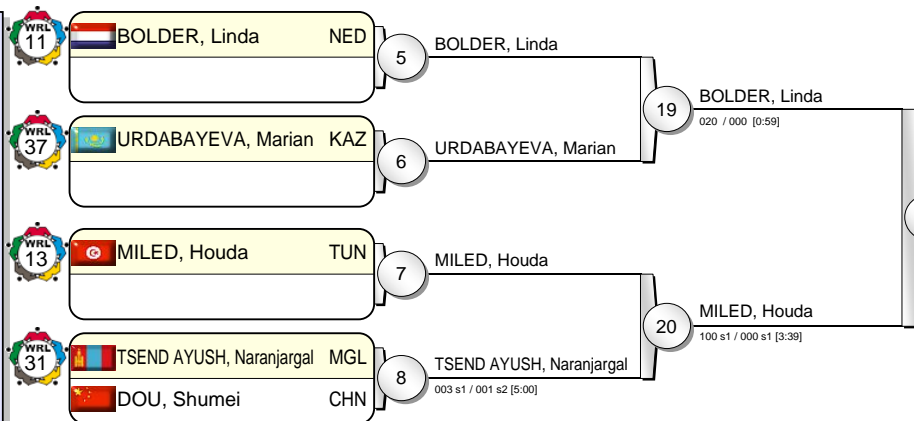 WRL
11
BOLDER, Linda NED
5
BOLDER, Linda
19
BOLDER, Linda
020 / 000 [0:59]
WRL
37
URDABAYEVA, Marian KAZ
6
URDABAYEVA, Marian
WRL
13
MILED, Houda TUN
7
MILED, Houda
20
MILED, Houda
100 s1 / 000 s1 [3:39]
WRL
31
TSEND AYUSH, Naranjargal MGL
DOU, Shumei CHN
8
TSEND AYUSH, Naranjargal
003 s1 / 001 s2 [5:00]